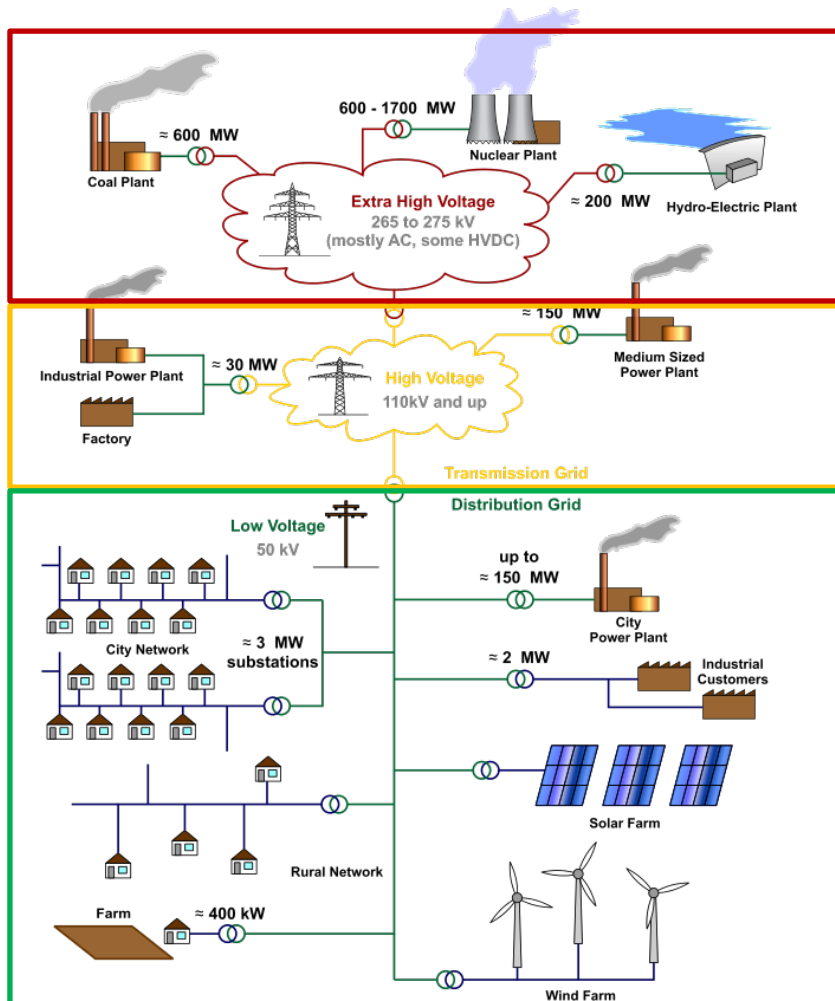 600 - 1700 MW
≈ 600 MW
Nuclear Plant
Coal Plant
≈ 200 MW
Hydro-Electric Plant
Extra High Voltage
265 to 275 kV
(mostly AC, some HVDC)
≈ 150 MW
Medium Sized
Power Plant
≈ 30 MW
Industrial Power Plant
High Voltage
110kV and up
Factory
Transmission Grid
Distribution Grid
Low Voltage
50 kV
up to
≈ 150 MW
City
Power Plant
City Network
≈ 3 MW
substations
≈ 2 MW
Industrial
Customers
Solar Farm
Rural Network
Farm
≈ 400 kW
Wind Farm